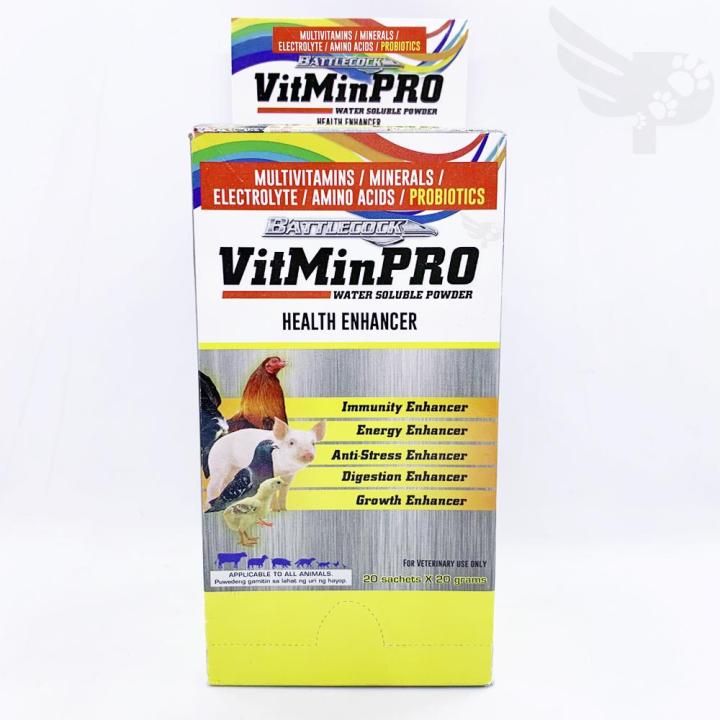 MULTIVITAMINS / MINERALS /
ELECTROLYTE / AMINO ACIDS / PROBIOTICS
BATTLECOCK
VitMinPRO
WATER SOLUBLE POWDER
HEALTH ENHANCER
MULTIVITAMINS / MINERALS /
ELECTROLYTE / AMINO ACIDS / PROBIOTICS
BATTLECOCK
VitMinPRO
WATER SOLUBLE POWDER
HEALTH ENHANCER
Immunity Enhancer
Energy Enhancer
Anti-Stress Enhancer
Digestion Enhancer
Growth Enhancer
FOR VETERINARY USE ONLY
APPLICABLE TO ALL ANIMALS.
Puwedeng gamitin sa lahat ng uri ng hayop.
20 sachets X 20 grams